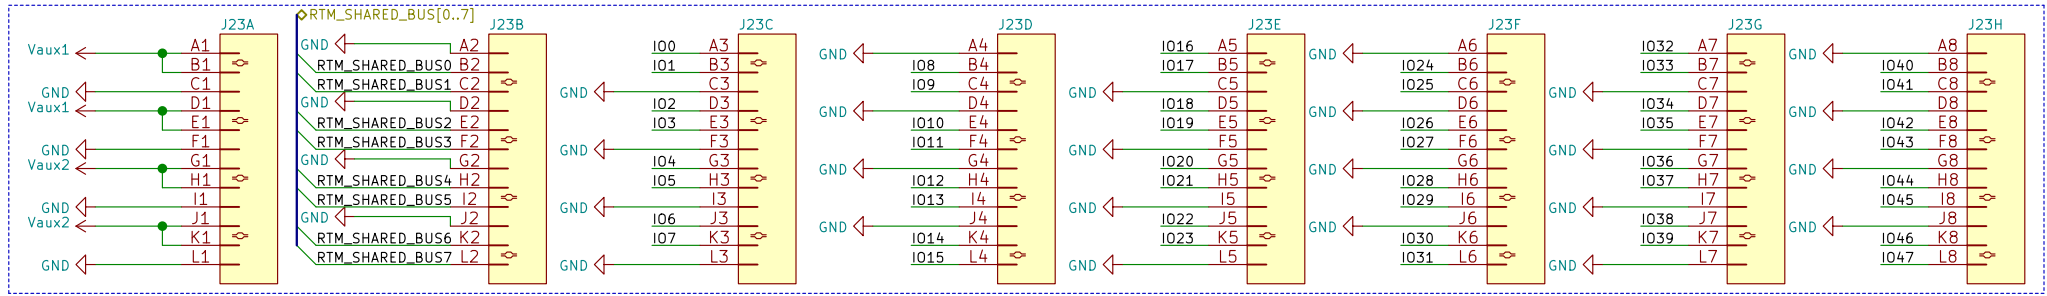 RTM_SHARED_BUS[0..7]
J23A
Vaux1 A1
B1
GND C1
Vaux1 D1
E1
GND F1
Vaux2 G1
H1
GND I1
Vaux2 J1
K1
GND L1
J23B
GND A2
RTM_SHARED_BUS0 B2
RTM_SHARED_BUS1 C2
GND D2
RTM_SHARED_BUS2 E2
RTM_SHARED_BUS3 F2
GND G2
RTM_SHARED_BUS4 H2
RTM_SHARED_BUS5 I2
GND J2
RTM_SHARED_BUS6 K2
RTM_SHARED_BUS7 L2
J23C
IO0 A3
IO1 B3
GND C3
IO2 D3
IO3 E3
GND F3
IO4 G3
IO5 H3
GND I3
IO6 J3
IO7 K3
GND L3
J23D
GND A4
IO8 B4
IO9 C4
GND D4
IO10 E4
IO11 F4
GND G4
IO12 H4
IO13 I4
GND J4
IO14 K4
IO15 L4
J23E
IO16 A5
IO17 B5
GND C5
IO18 D5
IO19 E5
GND F5
IO20 G5
IO21 H5
GND I5
IO22 J5
IO23 K5
GND L5
J23F
GND A6
IO24 B6
IO25 C6
GND D6
IO26 E6
IO27 F6
GND G6
IO28 H6
IO29 I6
GND J6
IO30 K6
IO31 L6
J23G
IO32 A7
IO33 B7
GND C7
IO34 D7
IO35 E7
GND F7
IO36 G7
IO37 H7
GND I7
IO38 J7
IO39 K7
GND L7
J23H
GND A8
IO40 B8
IO41 C8
GND D8
IO42 E8
IO43 F8
GND G8
IO44 H8
IO45 I8
GND J8
IO46 K8
IO47 L8